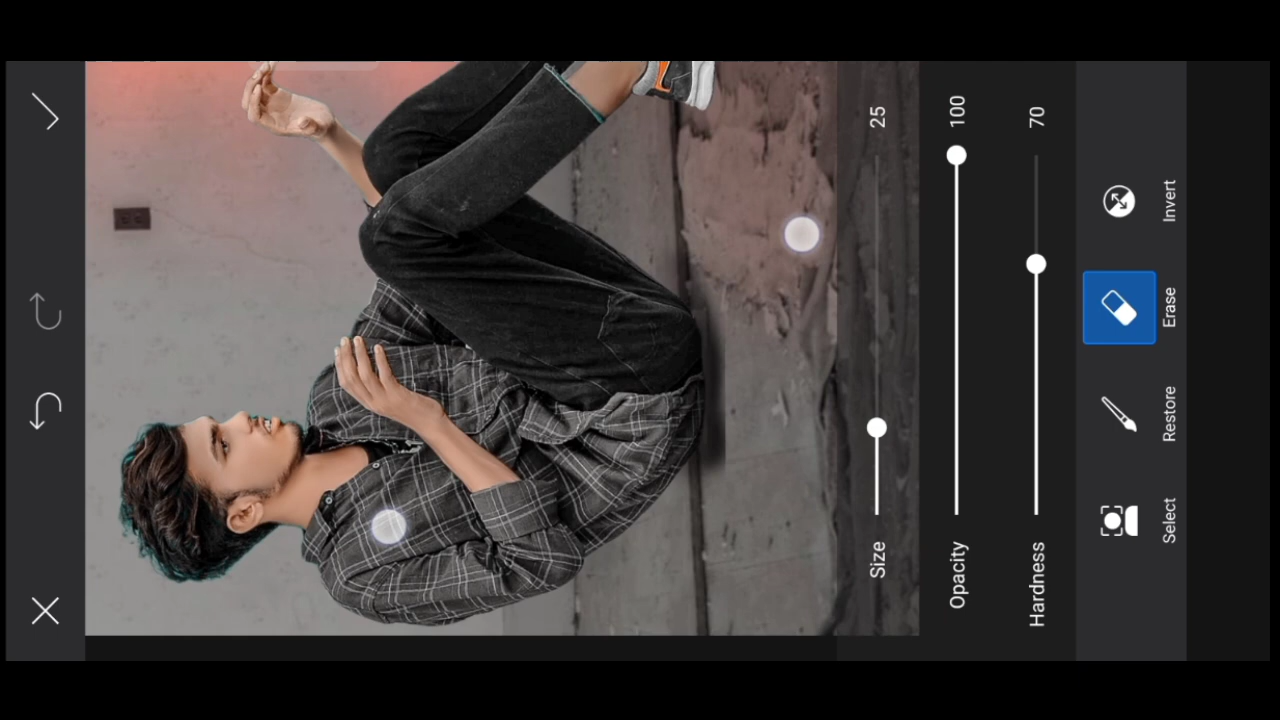 Size 25
Opacity 100
Hardness 70
Select
Restore
Erase
Invert